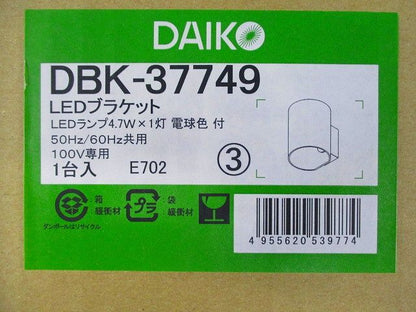 DAIKO
DBK-37749
LEDブラケット
LEDランプ4.7W×1灯 電球色 付
50Hz/60Hz共用
100V専用
1台入 E702
③
箱
緩衝材
プラ
袋
緩衝材
ダンボールはリサイクル
4 955620 539774